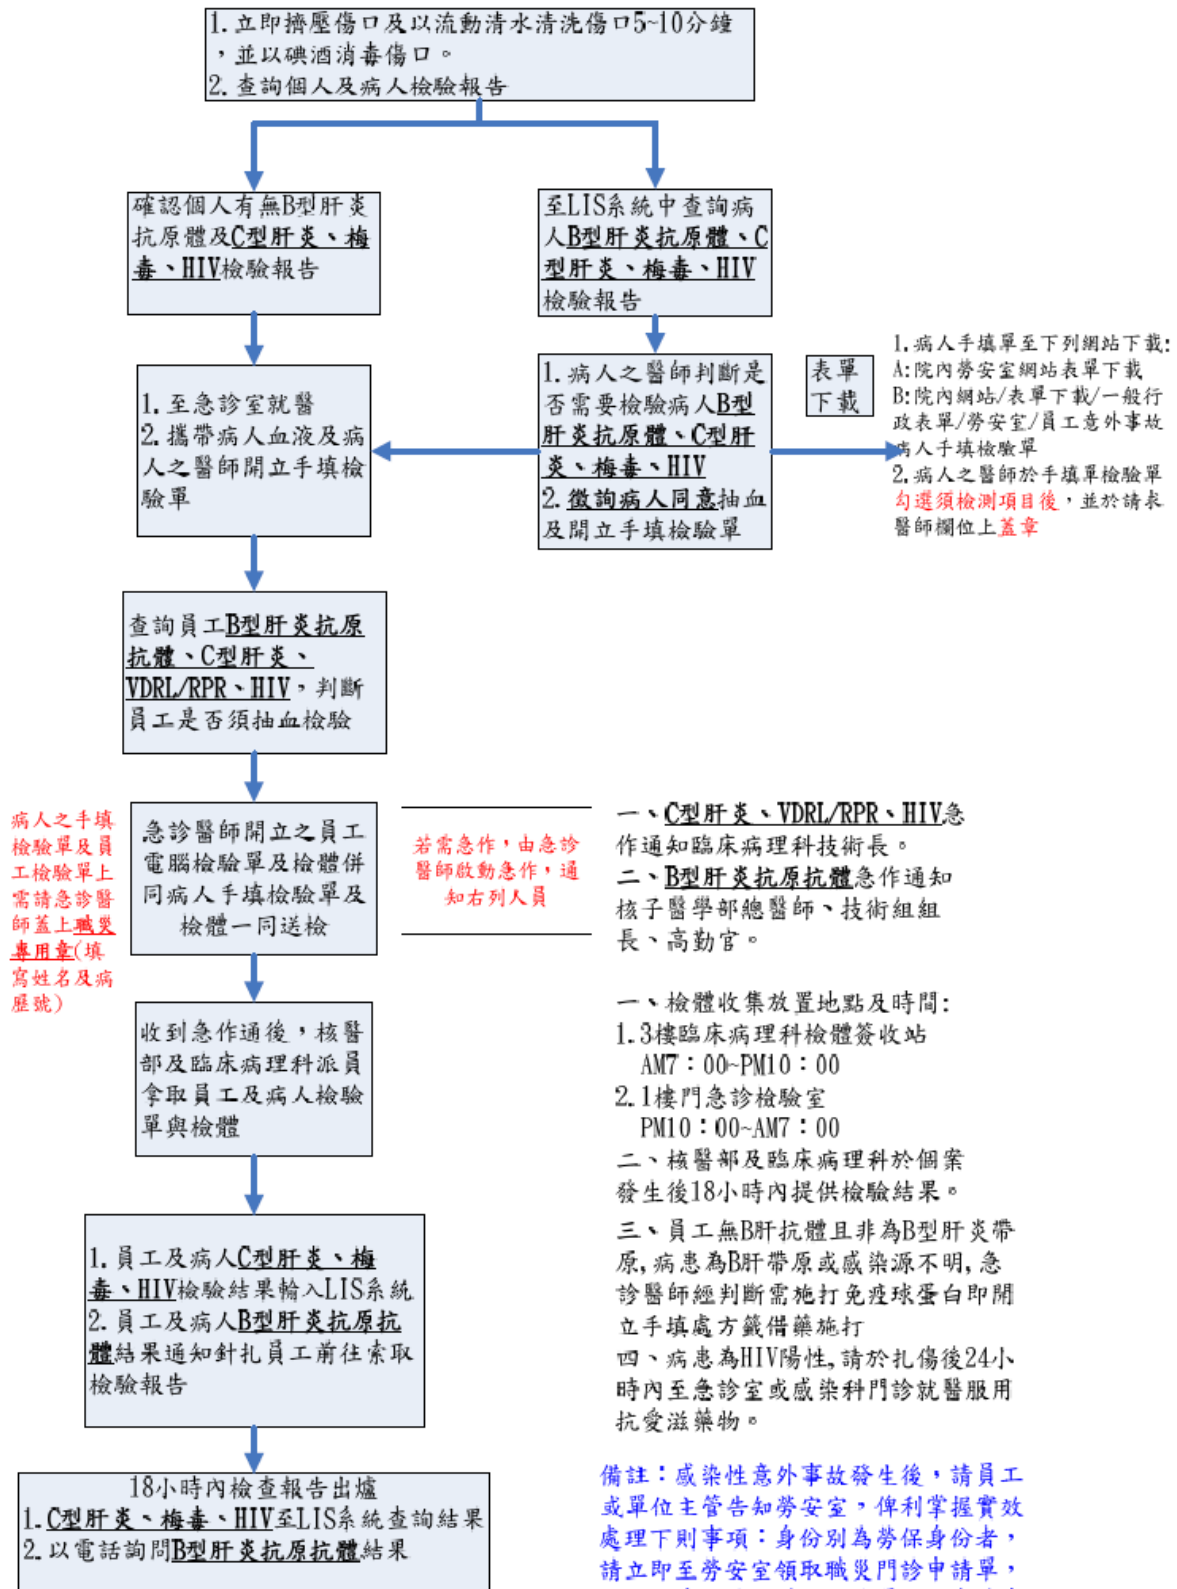 1. 立即擠壓傷口及以流動清水清洗傷口5~10分鐘
，並以碘酒消毒傷口。
2. 查詢個人及病人檢驗報告
確認個人有無B型肝炎
抗原體及C型肝炎、梅
毒、HIV檢驗報告
至LIS系統中查詢病
人B型肝炎抗原體、C
型肝炎、梅毒、HIV
檢驗報告
1. 至急診室就醫
2. 攜帶病人血液及病
人之醫師開立手填檢
驗單
1. 病人之醫師判斷是
否需要檢驗病人B型
肝炎抗原體、C型肝
炎、梅毒、HIV
2. 徵詢病人同意抽血
及開立手填檢驗單
表單
下載
1. 病人手填單至下列網站下載:
A:院內勞安室網站表單下載
B:院內網站/表單下載/一般行
政表單/勞安室/員工意外事故
病人手填檢驗單
2. 病人之醫師於手填單檢驗單
勾選須檢測項目後，並於請求
醫師欄位上蓋章
查詢員工B型肝炎抗原
抗體、C型肝炎、
VDRL/RPR、HIV，判斷
員工是否須抽血檢驗
病人之手填
檢驗單及員
工檢驗單上
需請急診醫
師蓋上職災
專用章(填
寫姓名及病
歷號)
急診醫師開立之員工
電腦檢驗單及檢體併
同病人手填檢驗單及
檢體一同送檢
若需急作，由急診
醫師啟動急作，通
知右列人員
一、C型肝炎、VDRL/RPR、HIV急
作通知臨床病理科技術長。
二、B型肝炎抗原抗體急作通知
核子醫學部總醫師、技術組組
長、高勤官。
收到急作通後，核醫
部及臨床病理科派員
拿取員工及病人檢驗
單與檢體
一、檢體收集放置地點及時間:
1. 3樓臨床病理科檢體簽收站
AM7：00~PM10：00
2. 1樓門急診檢驗室
PM10：00~AM7：00
二、核醫部及臨床病理科於個案
發生後18小時內提供檢驗結果。
三、員工無B肝抗體且非為B型肝炎帶
原,病患為B肝帶原或感染源不明,急
診醫師經判斷需施打免疫球蛋白即開
立手填處方籤借藥施打
四、病患為HIV陽性,請於扎傷後24小
時內至急診室或感染科門診就醫服用
抗愛滋藥物。
1. 員工及病人C型肝炎、梅
毒、HIV檢驗結果輸入LIS系統
2. 員工及病人B型肝炎抗原抗
體結果通知針扎員工前往索取
檢驗報告
18小時內檢查報告出爐
1. C型肝炎、梅毒、HIV至LIS系統查詢結果
2. 以電話詢問B型肝炎抗原抗體結果
備註：感染性意外事故發生後，請員工
或單位主管告知勞安室，俾利掌握實效
處理下則事項：身份別為勞保身份者，
請立即至勞安室領取職災門診申請單，